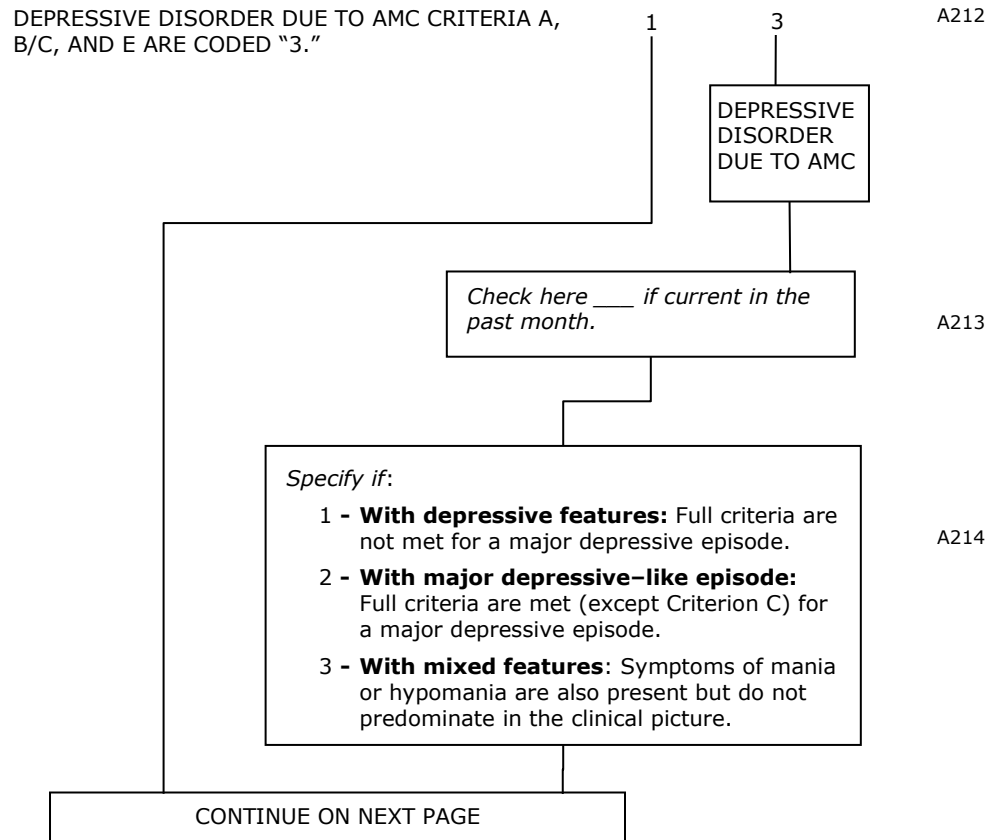 DEPRESSIVE DISORDER DUE TO AMC CRITERIA A,
B/C, AND E ARE CODED “3.”
1 3
A212
DEPRESSIVE
DISORDER
DUE TO AMC
Check here ___ if current in the
past month.
A213
Specify if:
1 - With depressive features: Full criteria are
not met for a major depressive episode.
A214
2 - With major depressive–like episode:
Full criteria are met (except Criterion C) for
a major depressive episode.
3 - With mixed features: Symptoms of mania
or hypomania are also present but do not
predominate in the clinical picture.
CONTINUE ON NEXT PAGE